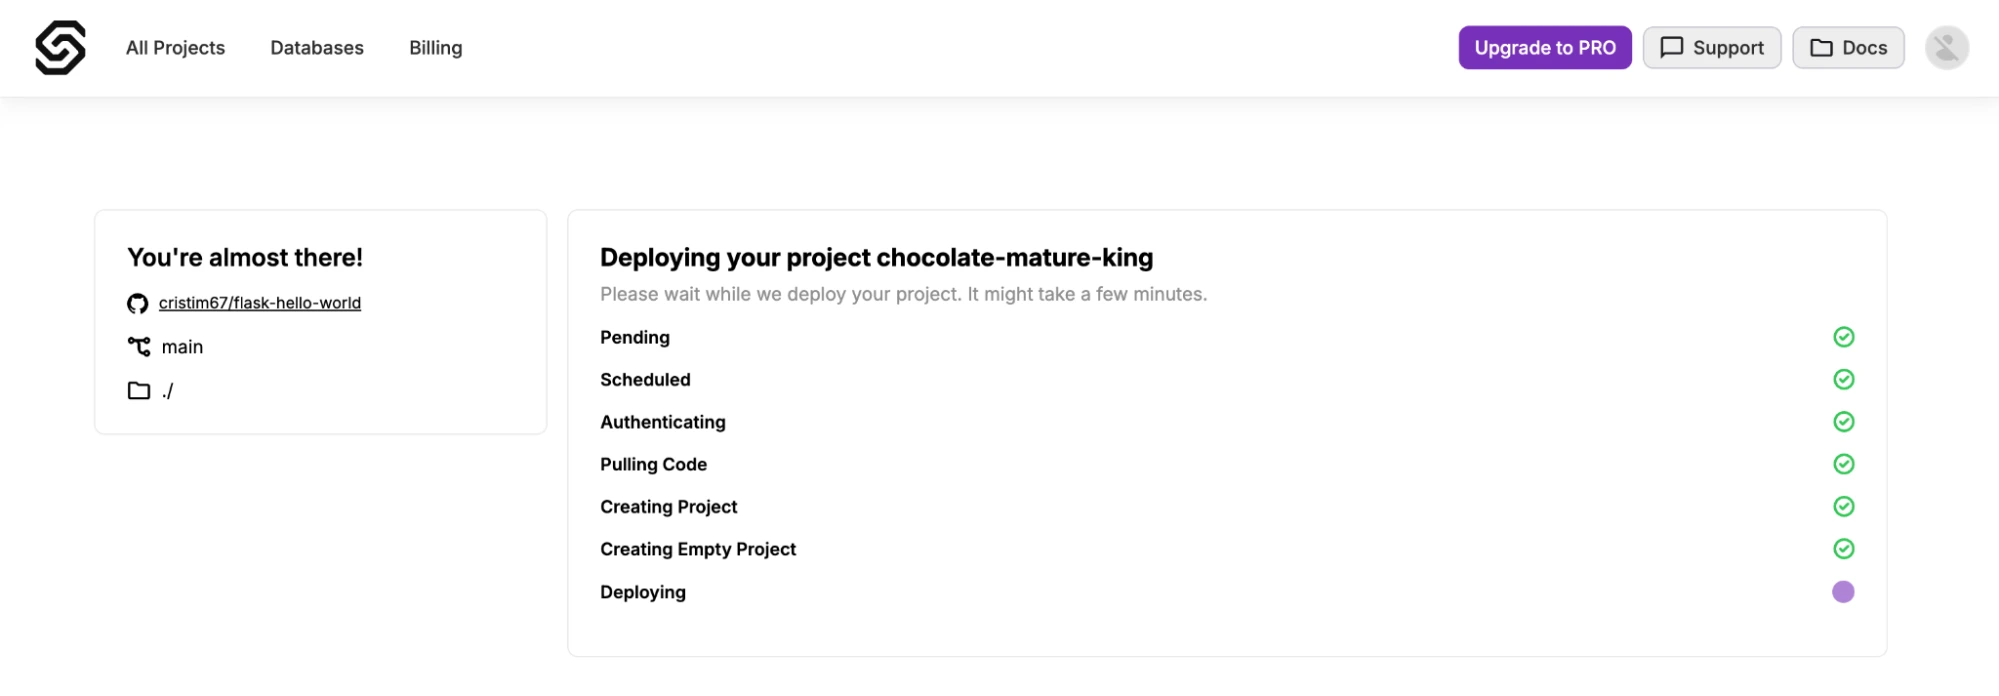 All Projects Databases Billing Upgrade to PRO Support Docs
You're almost there!
cristim67/flask-hello-world
main
./
Deploying your project chocolate-mature-king
Please wait while we deploy your project. It might take a few minutes.
Pending
Scheduled
Authenticating
Pulling Code
Creating Project
Creating Empty Project
Deploying